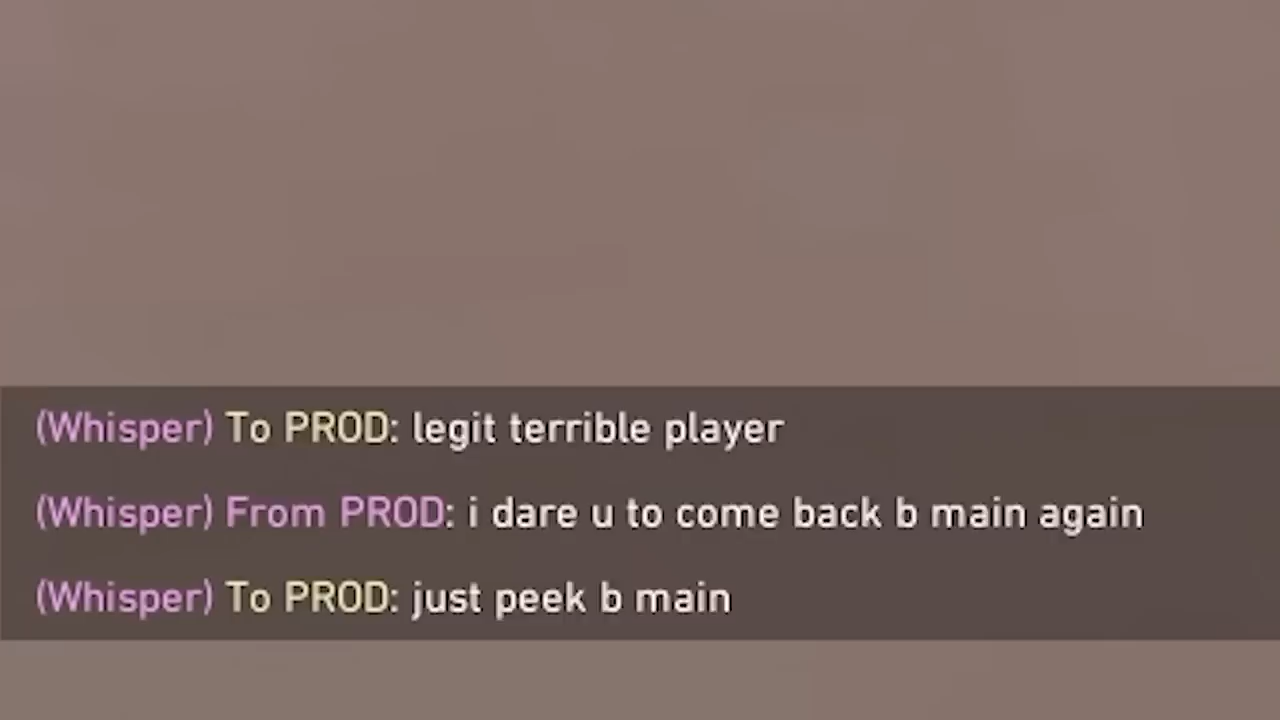 (Whisper) To PROD: legit terrible player
(Whisper) From PROD: i dare u to come back b main again
(Whisper) To PROD: just peek b main